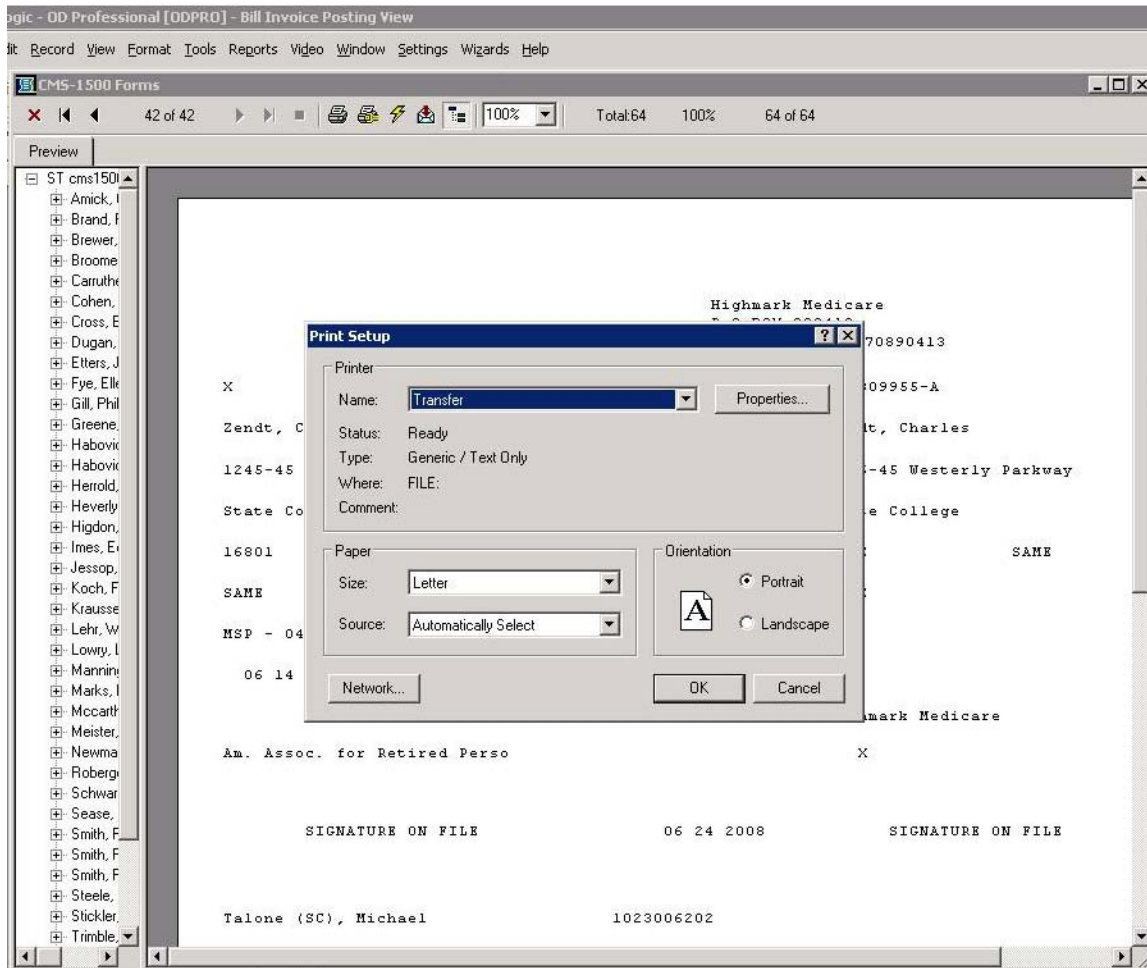 ogic - OD Professional [ODPRO] - Bill Invoice Posting View
dit Record View Format Tools Reports Video Window Settings Wizards Help
CMS-1500 Forms
42 of 42 100% Total:64 100% 64 of 64
Preview
ST cms150
Amick,
Brand, F
Brewer,
Broome
Carruthe
Cohen,
Cross, E
Dugan,
Etters, J
Fye, Elle
Gill, Phil
Greene,
Habovic
Habovic
Herrold,
Heverly
Higdon,
Imes, E
Jessop,
Koch, F
Krausse
Lehr, W
Lowry, L
Manning
Marks,
Mccarth
Meister,
Newma
Roberg
Schwar
Sease,
Smith, F
Smith, F
Smith, F
Steele,
Stickler,
Trimble,
Highmark Medicare
70890413
X 09955-A
Zendt, C t, Charles
1245-45 -45 Westerly Parkway
State Co e College
16801 SAME
SAME
MSP - 04
06 14
mark Medicare
Am. Assoc. for Retired Perso X
SIGNATURE ON FILE 06 24 2008 SIGNATURE ON FILE
Talone (SC), Michael 1023006202
Print Setup
Printer
Name: Transfer Properties...
Status: Ready
Type: Generic / Text Only
Where: FILE:
Comment:
Paper
Size: Letter
Source: Automatically Select
Orientation
A
Portrait
Landscape
Network... OK Cancel